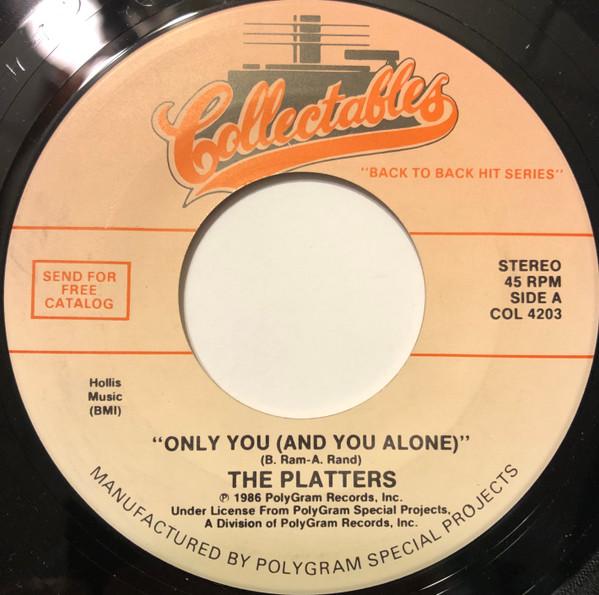 Collectables
"BACK TO BACK HIT SERIES"
SEND FOR
FREE
CATALOG
STEREO
45 RPM
SIDE A
COL 4203
Hollis
Music
(BMI)
"ONLY YOU (AND YOU ALONE)"
(B. Ram-A. Rand)
THE PLATTERS
℗ 1986 PolyGram Records, Inc.
Under License From PolyGram Special Projects,
A Division of PolyGram Records, Inc.
MANUFACTURED BY POLYGRAM SPECIAL PROJECTS